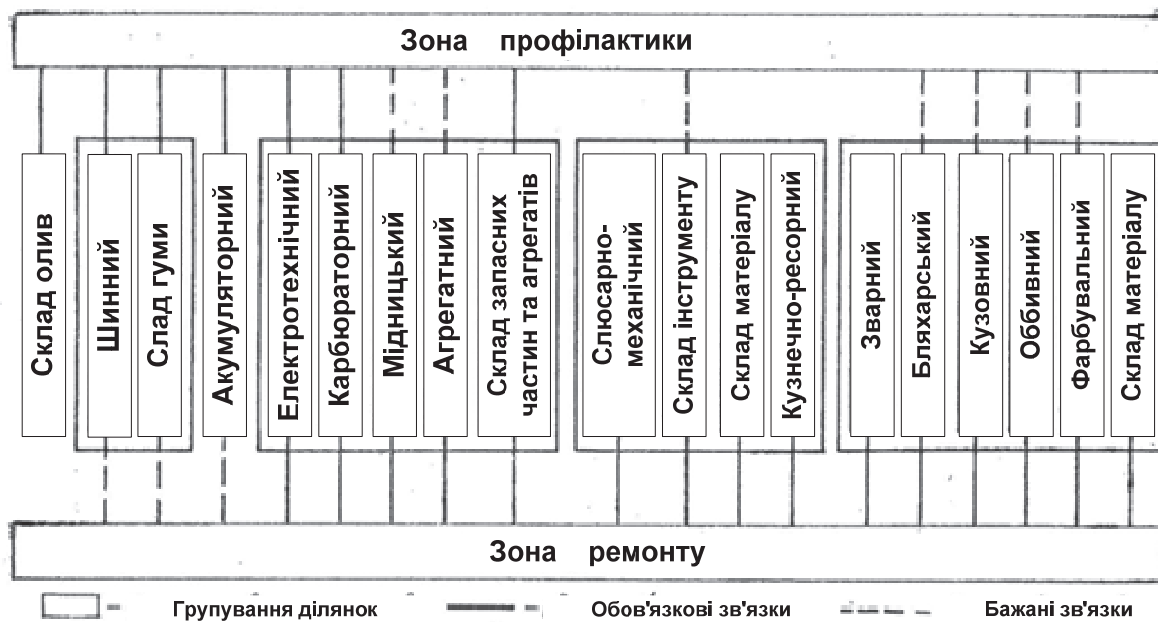 Зона профілактики
Склад олив
Шинний
Слад гуми
Акумуляторний
Електротехнічний
Карбюраторний
Мідницький
Агрегатний
Склад запасних
частин та агрегатів
Слюсарно-
механічний
Склад інструменту
Склад матеріалу
Кузнечно-ресорний
Зварний
Бляхарський
Кузовний
Оббивний
Фарбувальний
Склад матеріалу
Зона ремонту
Групування ділянок
Обов'язкові зв'язки
Бажані зв'язки